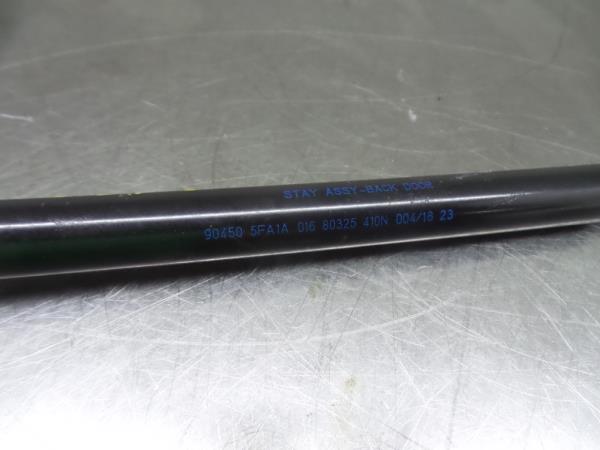 STAY ASSY-BACK DOOR
90450 5FA1A 016 80325 410N 004/18 23